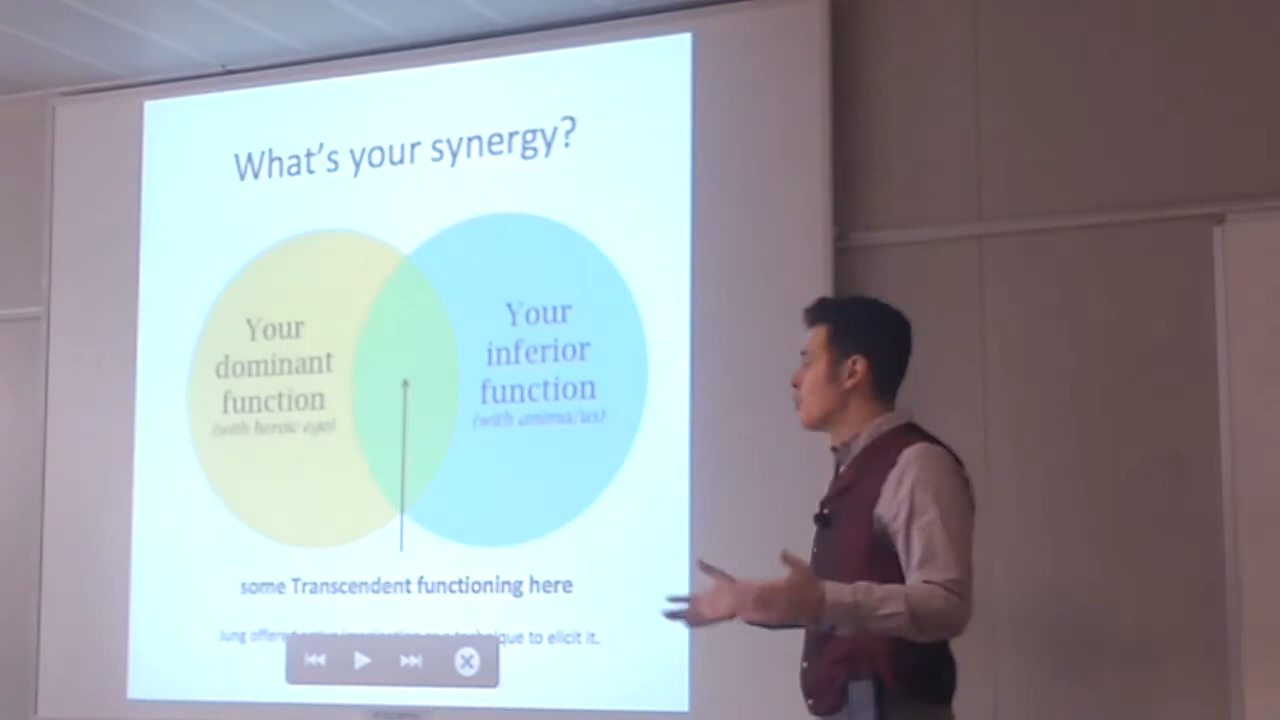 What's your synergy?
Your
dominant
function
(with heroic ego)
Your
inferior
function
(with anima/us)
some Transcendent functioning here
Jung offered technique to elicit it.